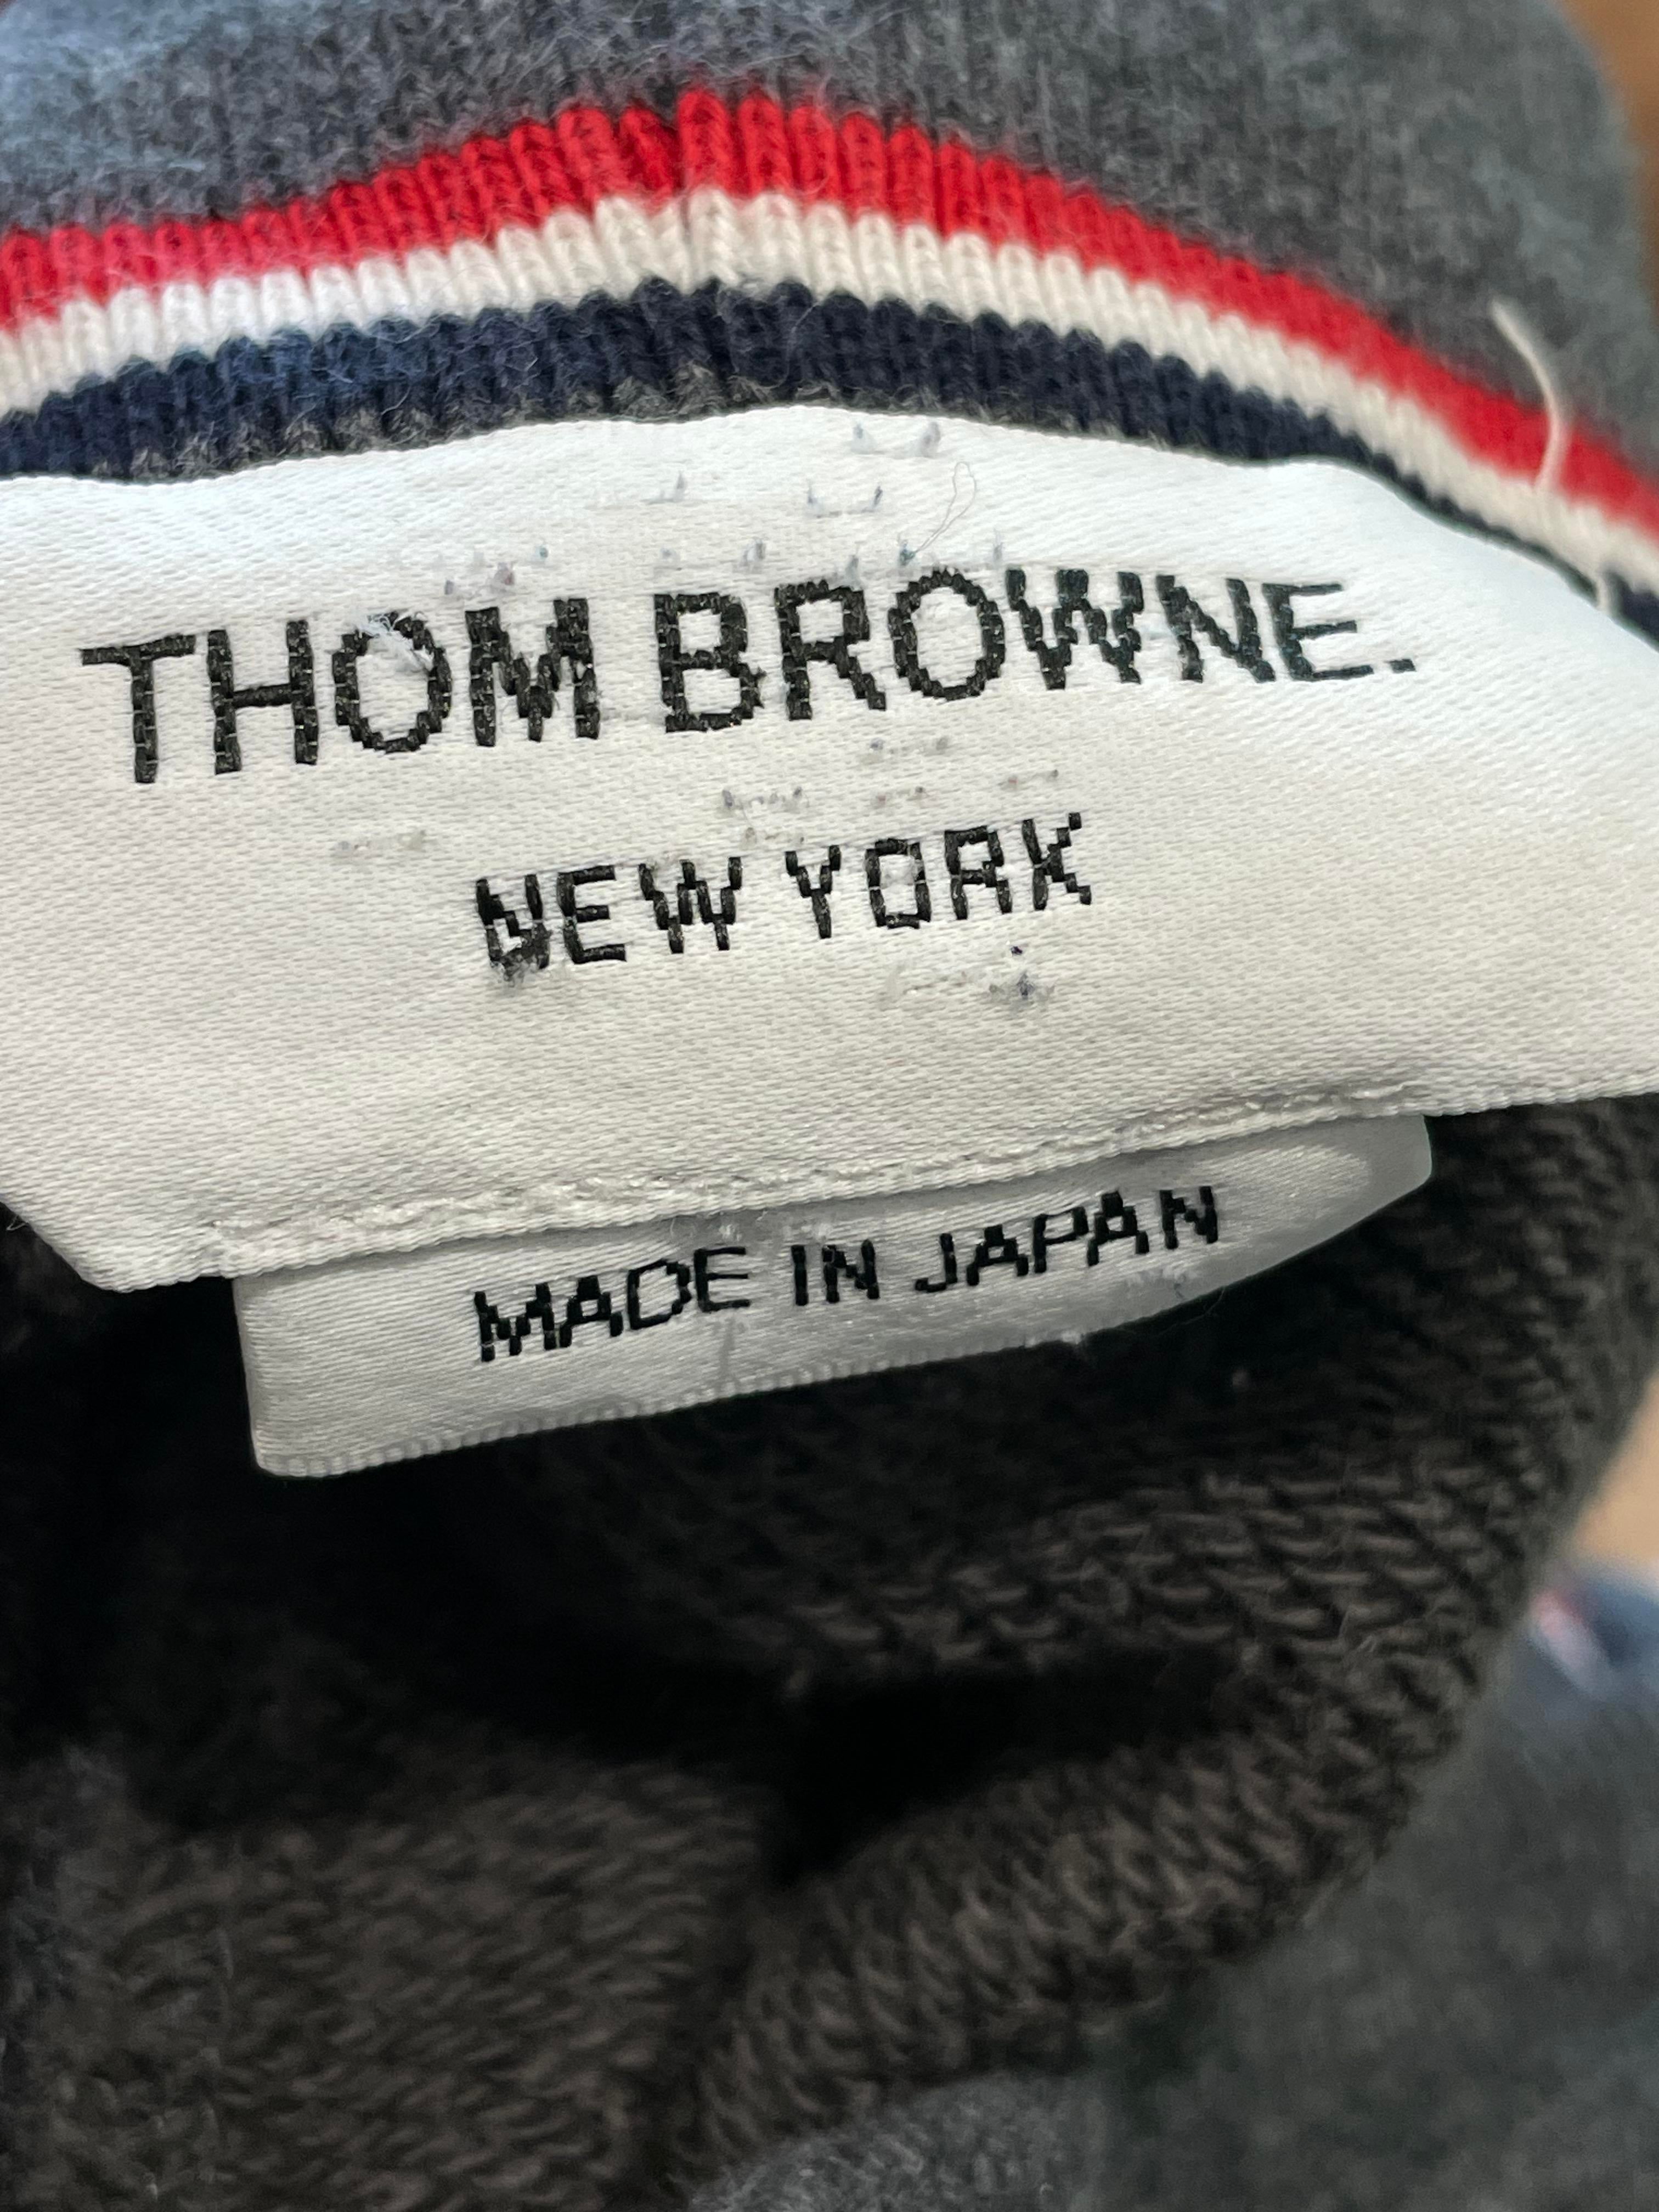 THOM BROWNE.
NEW YORK
MADE IN JAPAN